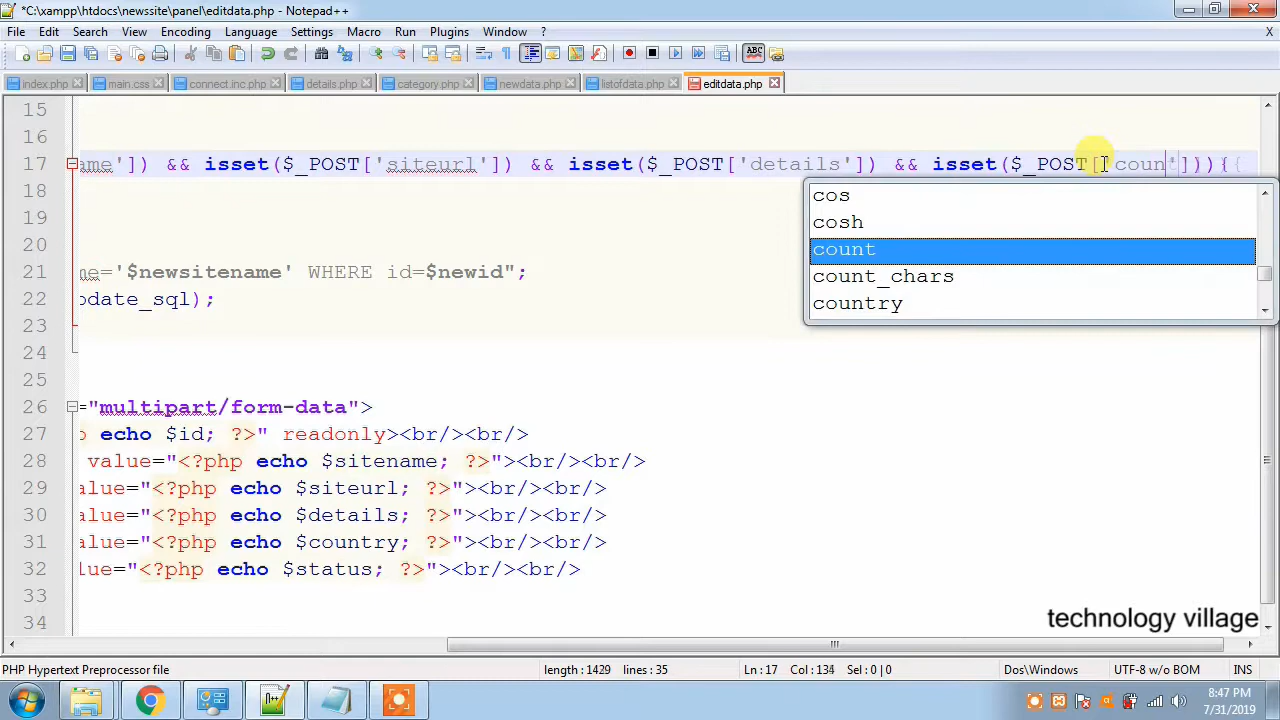 *C:\xampp\htdocs\newssite\panel\editdata.php - Notepad++
File Edit Search View Encoding Language Settings Macro Run Plugins Window ? X
index.php main.css connect.inc.php details.php category.php newdata.php listofdata.php editdata.php
15
16
17 ame']) && isset($_POST['siteurl']) && isset($_POST['details']) && isset($_POST['coun'])){{
18 cos
19 cosh
20 count
21 me='$newsitename' WHERE id=$newid"; count_chars
22 pdate_sql); country
23
24
25
26 ="multipart/form-data">
27 p echo $id; ?>" readonly><br/><br/>
28 value="<?php echo $sitename; ?>"><br/><br/>
29 alue="<?php echo $siteurl; ?>"><br/><br/>
30 alue="<?php echo $details; ?>"><br/><br/>
31 alue="<?php echo $country; ?>"><br/><br/>
32 lue="<?php echo $status; ?>"><br/><br/>
33
34
technology village
PHP Hypertext Preprocessor file length : 1429 lines : 35 Ln : 17 Col : 134 Sel : 0 | 0 Dos\Windows UTF-8 w/o BOM INS
8:47 PM
7/31/2019